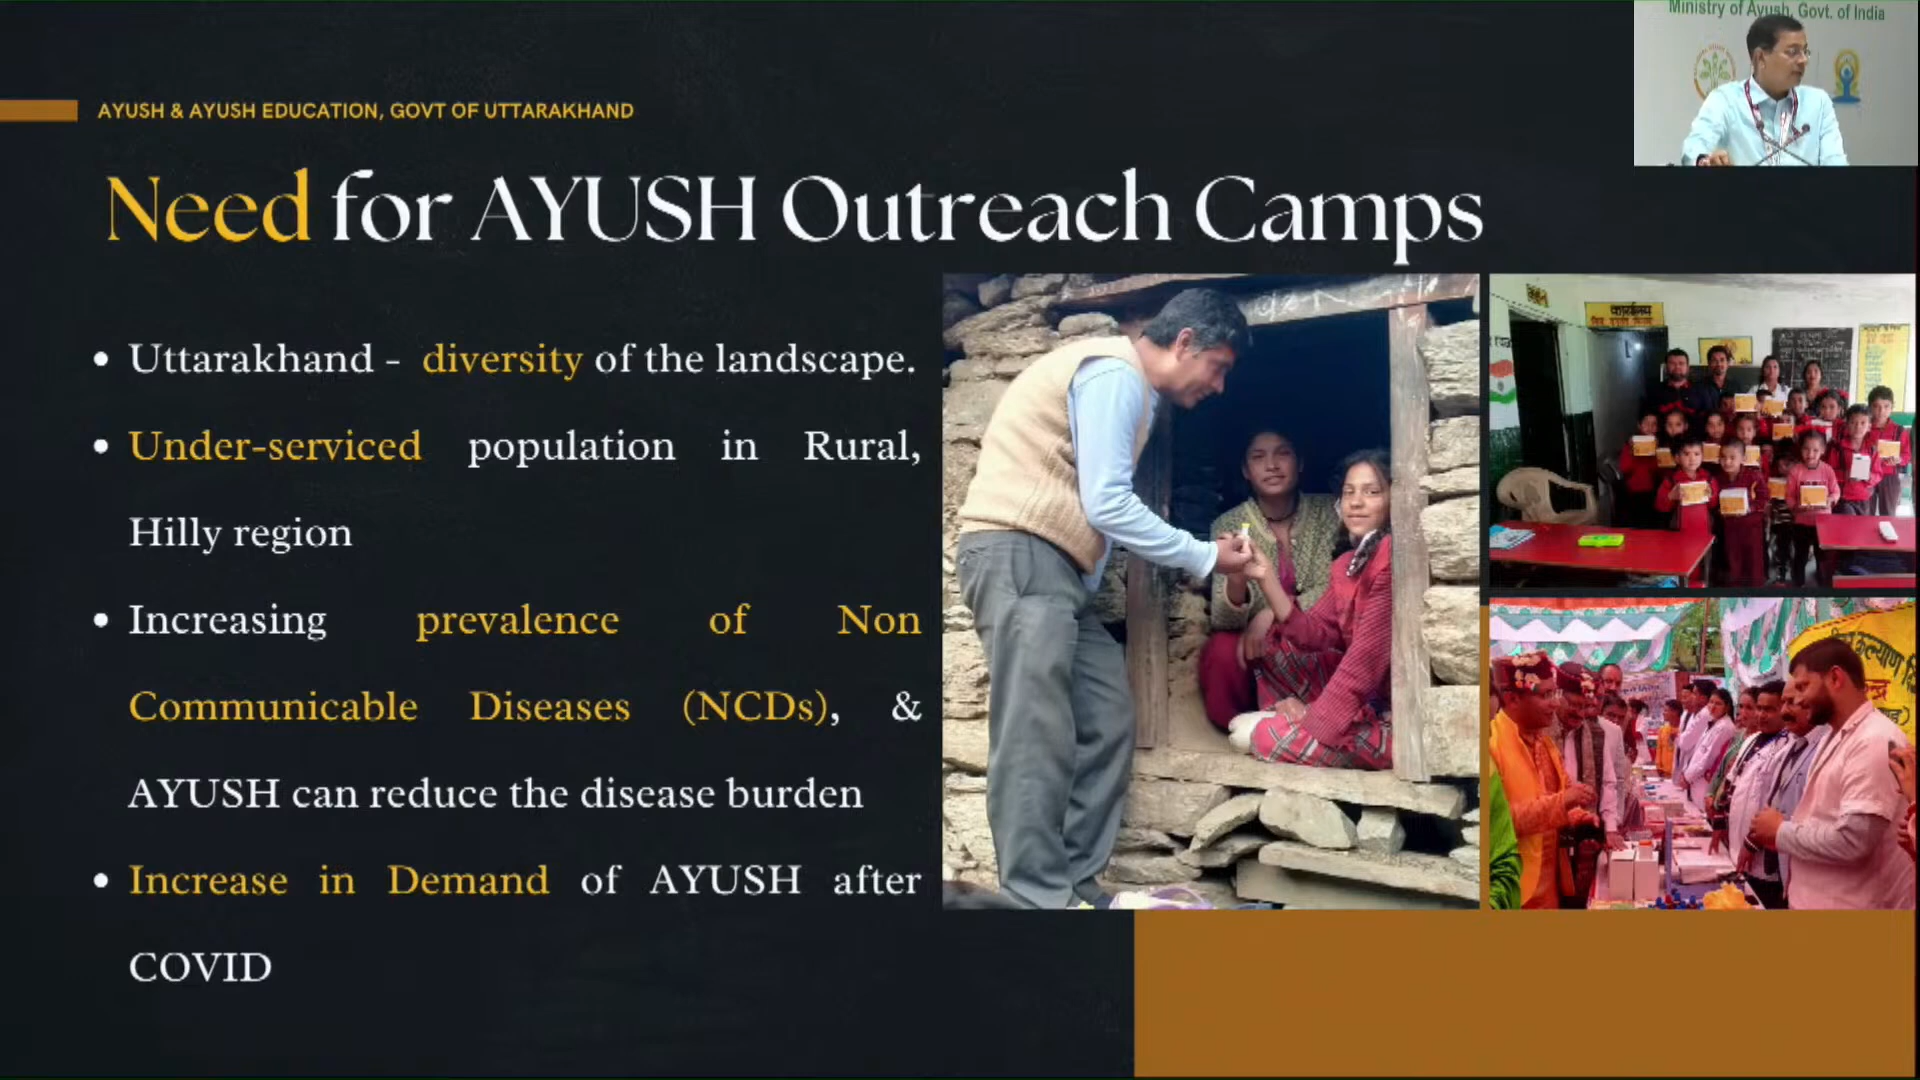 Ministry of Ayush, Govt. of India
AYUSH & AYUSH EDUCATION, GOVT OF UTTARAKHAND
Need for AYUSH Outreach Camps
• Uttarakhand - diversity of the landscape.
• Under-serviced population in Rural,
Hilly region
• Increasing prevalence of Non
Communicable Diseases (NCDs), &
AYUSH can reduce the disease burden
• Increase in Demand of AYUSH after
COVID
कार्यालय